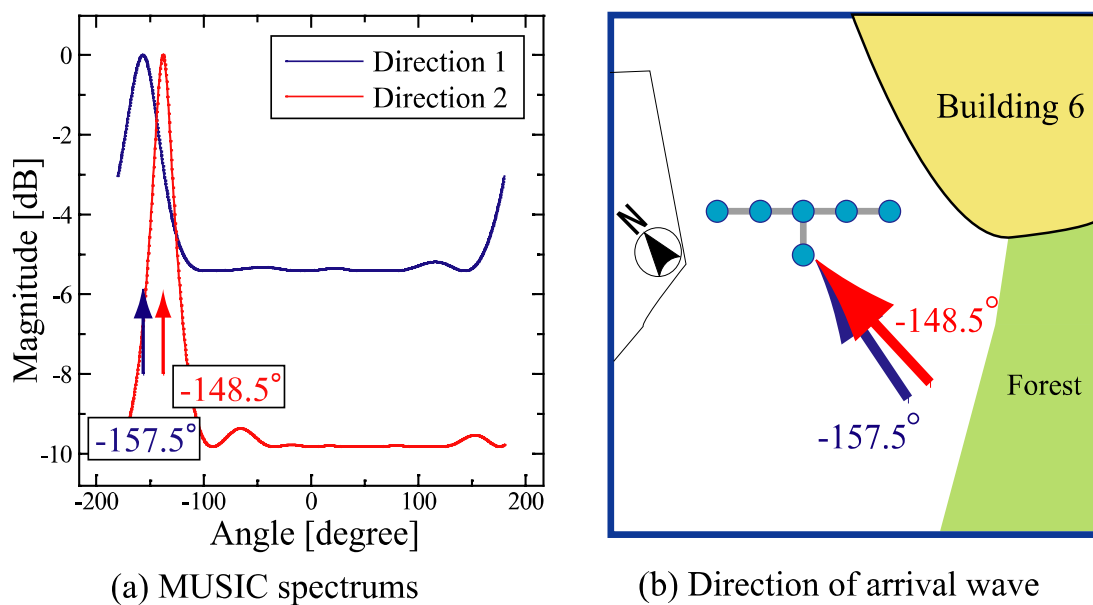 Direction 1
Direction 2
0
-2
-4
-6
-8
-10
Magnitude [dB]
-148.5°
-157.5°
-200
-100
0
100
200
Angle [degree]
(a) MUSIC spectrums
Building 6
N
-148.5°
Forest
-157.5°
(b) Direction of arrival wave